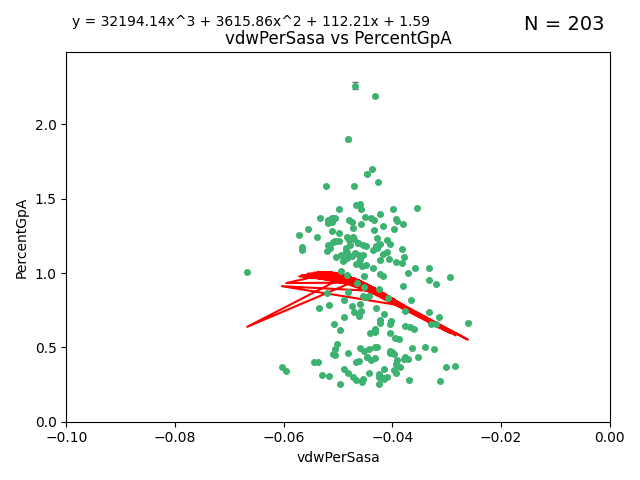 y = 32194.14x^3 + 3615.86x^2 + 112.21x + 1.59
N = 203
vdwPerSasa vs PercentGpA
PercentGpA
2.0
1.5
1.0
0.5
0.0
−0.10 −0.08 −0.06 −0.04 −0.02 0.00
vdwPerSasa